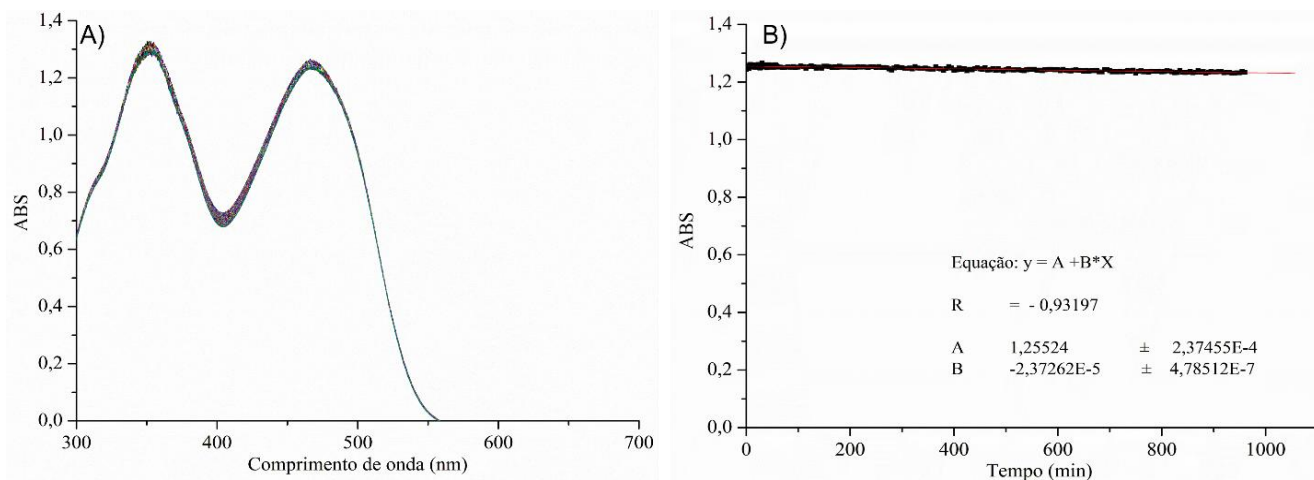 A)
1,4
1,2
1,0
0,8
0,6
0,4
0,2
0,0
ABS
300 400 500 600 700
Comprimento de onda (nm)
B)
1,4
1,2
1,0
0,8
0,6
0,4
0,2
0,0
ABS
Equação: y = A +B*X
R = - 0,93197
A 1,25524 ± 2,37455E-4
B -2,37262E-5 ± 4,78512E-7
0 200 400 600 800 1000
Tempo (min)